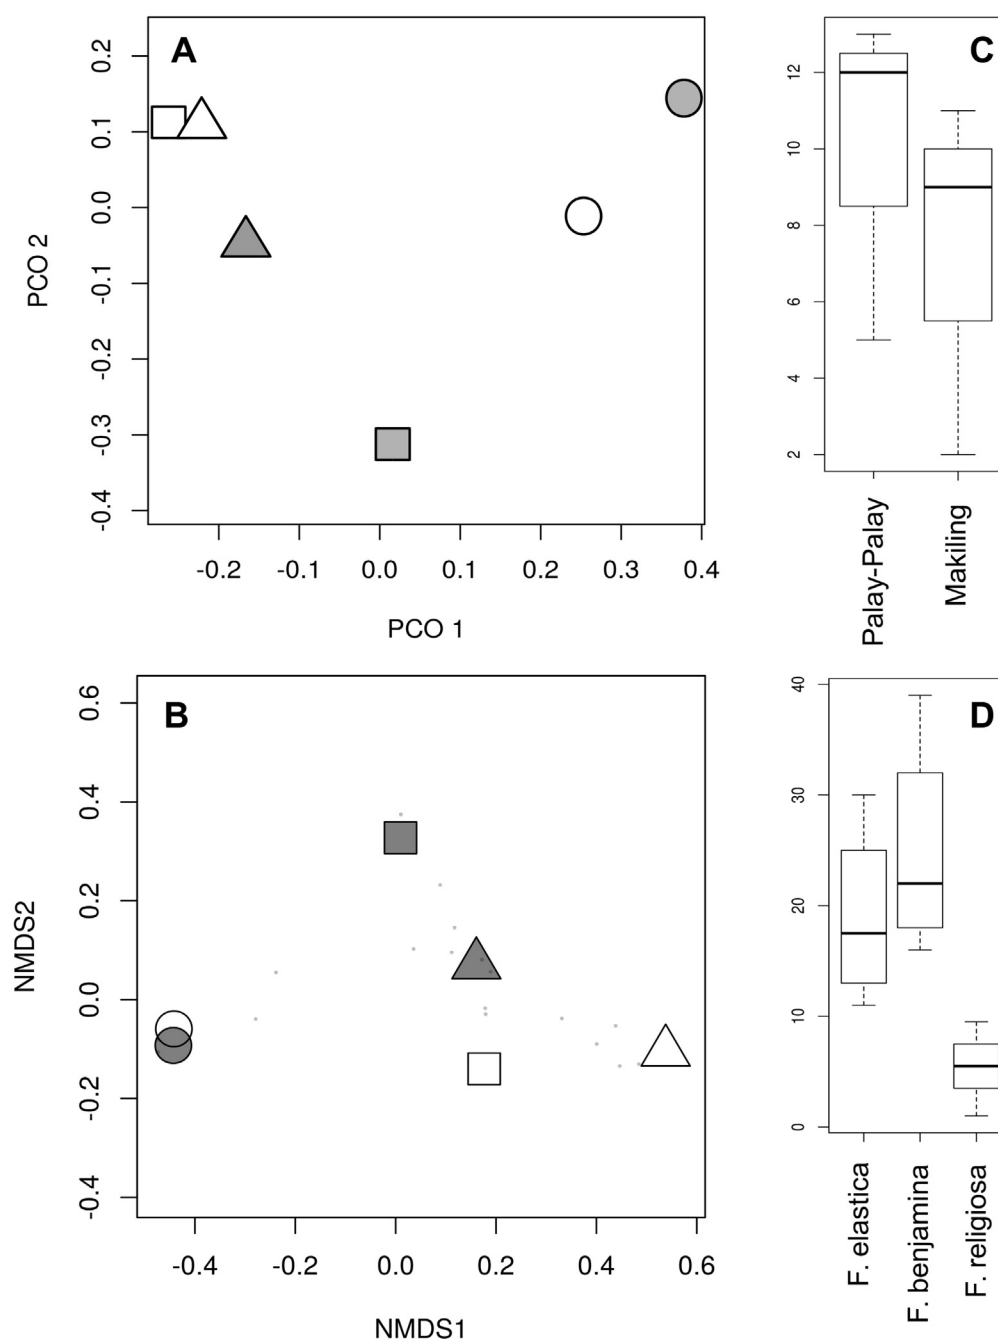 A
0.2
0.1
0.0
-0.1
-0.2
-0.3
-0.4
PCO 2
-0.2 -0.1 0.0 0.1 0.2 0.3 0.4
PCO 1
C
12
10
8
6
4
2
Palay-Palay
Makiling
B
0.6
0.4
0.2
0.0
-0.2
-0.4
NMDS2
-0.4 -0.2 0.0 0.2 0.4 0.6
NMDS1
D
40
30
20
10
0
F. elastica
F. benjamina
F. religiosa